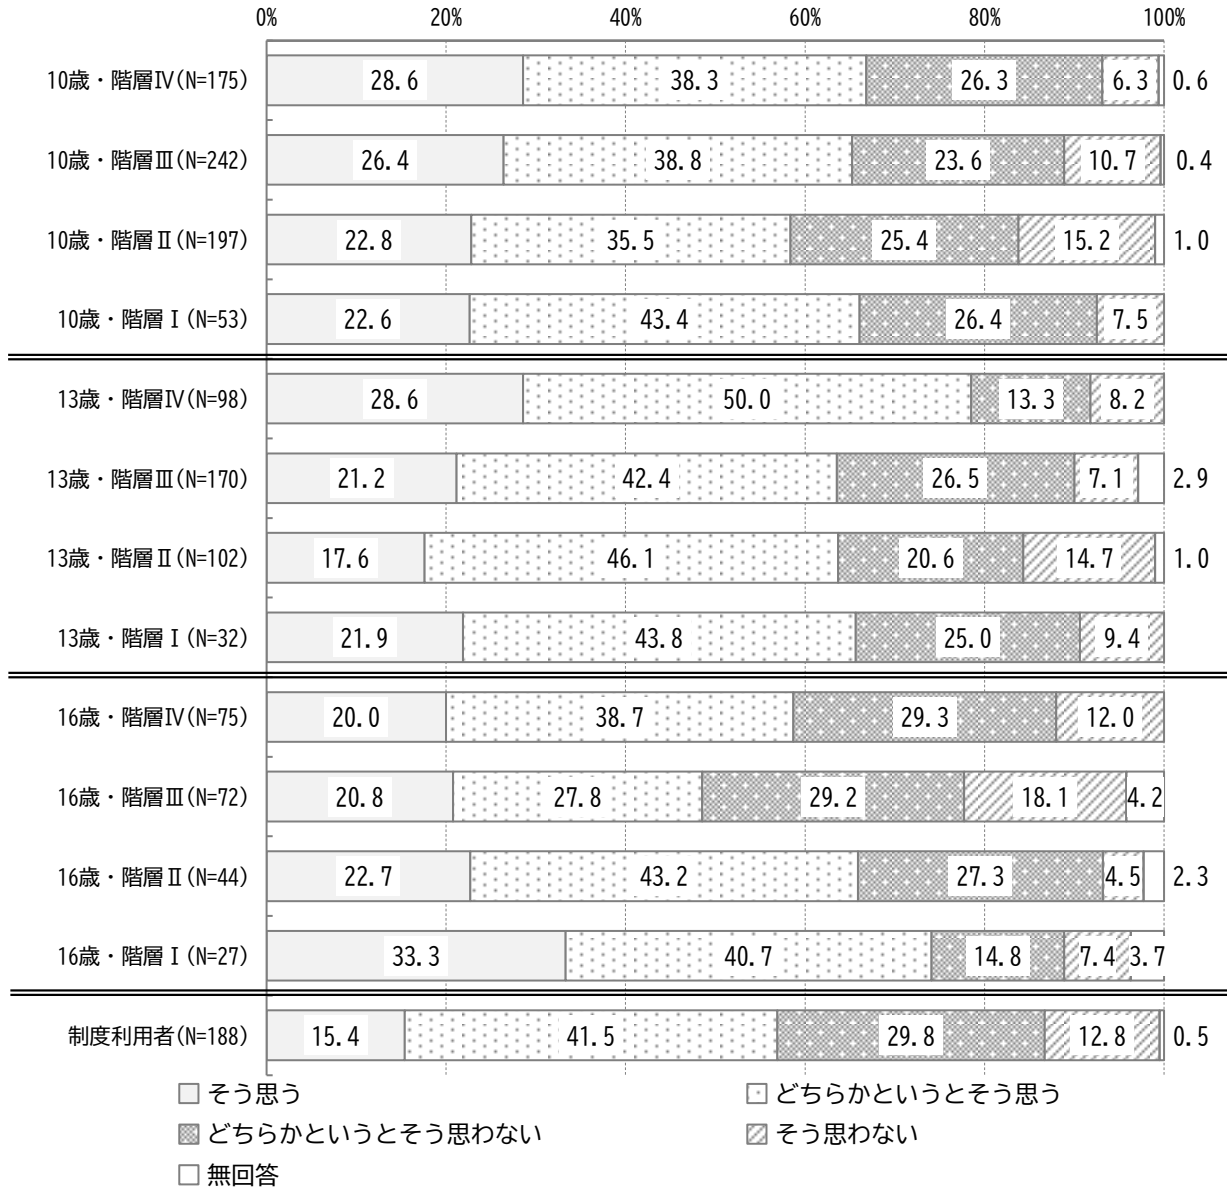 0% 20% 40% 60% 80% 100%
10歳・階層Ⅳ(N=175) 28.6 38.3 26.3 6.3 0.6
10歳・階層Ⅲ(N=242) 26.4 38.8 23.6 10.7 0.4
10歳・階層Ⅱ(N=197) 22.8 35.5 25.4 15.2 1.0
10歳・階層Ⅰ(N=53) 22.6 43.4 26.4 7.5
13歳・階層Ⅳ(N=98) 28.6 50.0 13.3 8.2
13歳・階層Ⅲ(N=170) 21.2 42.4 26.5 7.1 2.9
13歳・階層Ⅱ(N=102) 17.6 46.1 20.6 14.7 1.0
13歳・階層Ⅰ(N=32) 21.9 43.8 25.0 9.4
16歳・階層Ⅳ(N=75) 20.0 38.7 29.3 12.0
16歳・階層Ⅲ(N=72) 20.8 27.8 29.2 18.1 4.2
16歳・階層Ⅱ(N=44) 22.7 43.2 27.3 4.5 2.3
16歳・階層Ⅰ(N=27) 33.3 40.7 14.8 7.4 3.7
制度利用者(N=188) 15.4 41.5 29.8 12.8 0.5
そう思う どちらかというとそう思う
どちらかというとそう思わない そう思わない
無回答